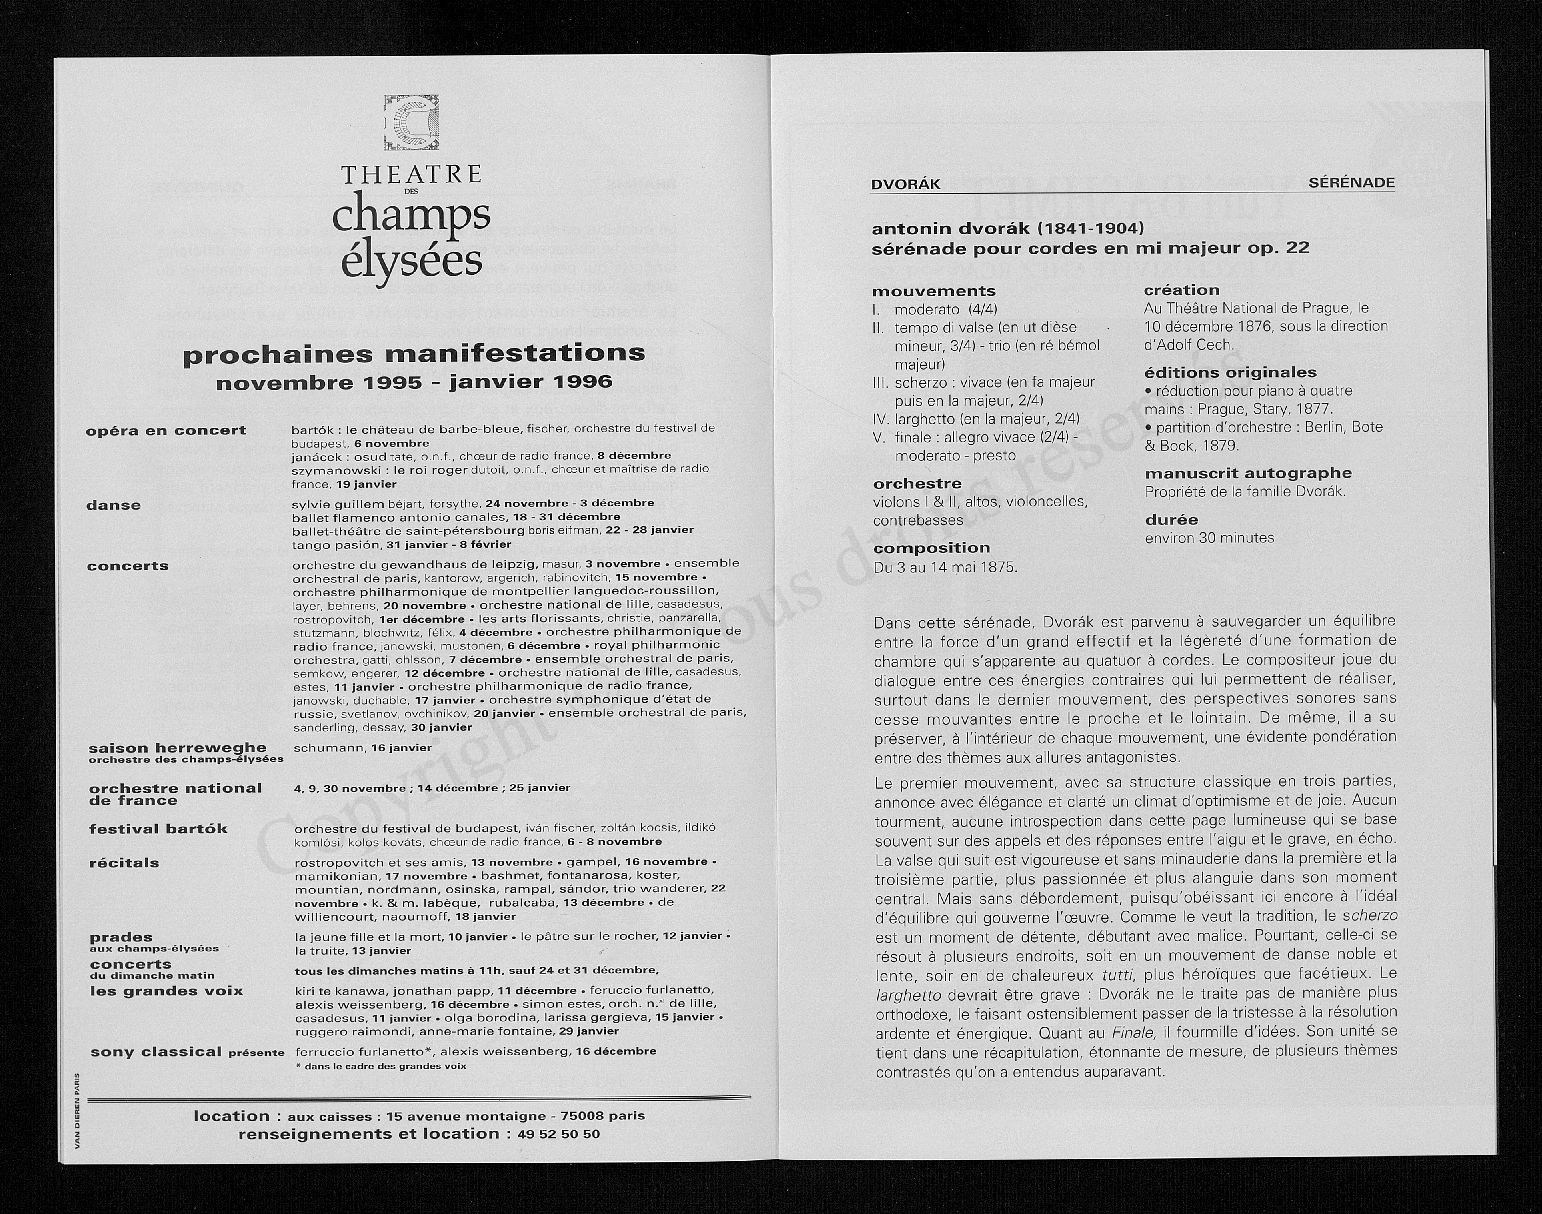 THEATRE
DES
champs
élysées
prochaines manifestations
novembre 1995 - janvier 1996
opéra en concert
bartók : le château de barbe-bleue, fischer, orchestre du festival de
budapest, 6 novembre
janácek : osud tate, o.n.f., chœur de radio france, 8 décembre
szymanowski : le roi roger dutoit, o.n.f., chœur et maîtrise de radio
france, 19 janvier
danse
sylvie guillem béjart, forsythe, 24 novembre - 3 décembre
ballet flamenco antonio canales, 18 - 31 décembre
ballet-théâtre de saint-pétersbourg boris eifman, 22 - 28 janvier
tango pasión, 31 janvier - 8 février
concerts
orchestre du gewandhaus de leipzig, masur, 3 novembre • ensemble
orchestral de paris, kantorow, argerich, rabinovitch, 15 novembre •
orchestre philharmonique de montpellier languedoc-roussillon,
layer, behrens, 20 novembre • orchestre national de lille, casadesus,
rostropovitch, 1er décembre • les arts florissants, christie, panzarella,
stutzmann, blochwitz, félix, 4 décembre • orchestre philharmonique de
radio france, janowski, mustonen, 6 décembre • royal philharmonic
orchestra, gatti, ohlsson, 7 décembre • ensemble orchestral de paris,
semkow, engerer, 12 décembre • orchestre national de lille, casadesus,
estes, 11 janvier • orchestre philharmonique de radio france,
janowski, duchable, 17 janvier • orchestre symphonique d'état de
russie, svetlanov, ovchinikov, 20 janvier • ensemble orchestral de paris,
sanderling, dessay, 30 janvier
saison herreweghe
orchestre des champs-élysées
schumann, 16 janvier
orchestre national
de france
4, 9, 30 novembre ; 14 décembre ; 25 janvier
festival bartók
orchestre du festival de budapest, iván fischer, zoltán kocsis, ildikó
komlósi, kolos kováts, chœur de radio france, 6 - 8 novembre
récitals
rostropovitch et ses amis, 13 novembre • gampel, 16 novembre •
mamikonian, 17 novembre • bashmet, fontanarosa, koster,
mountian, nordmann, osinska, rampal, sándor, trio wanderer, 22
novembre • k. & m. labèque, rubalcaba, 13 décembre • de
williencourt, naoumoff, 18 janvier
prades
aux champs-élysées
la jeune fille et la mort, 10 janvier • le pâtre sur le rocher, 12 janvier •
la truite, 13 janvier
concerts
du dimanche matin
tous les dimanches matins à 11h, sauf 24 et 31 décembre,
les grandes voix
kiri te kanawa, jonathan papp, 11 décembre • feruccio furlanetto,
alexis weissenberg, 16 décembre • simon estes, orch. n.ᵃˡ de lille,
casadesus, 11 janvier • olga borodina, larissa gergieva, 15 janvier •
ruggero raimondi, anne-marie fontaine, 29 janvier
sony classical présente
ferruccio furlanetto*, alexis weissenberg, 16 décembre
* dans le cadre des grandes voix
VAN DIEREN PARIS
location : aux caisses : 15 avenue montaigne - 75008 paris
renseignements et location : 49 52 50 50
DVORÁK SÉRÉNADE
antonin dvorák (1841-1904)
sérénade pour cordes en mi majeur op. 22
mouvements
I. moderato (4/4)
II. tempo di valse (en ut dièse
mineur, 3/4) - trio (en ré bémol
majeur)
III. scherzo : vivace (en fa majeur
puis en la majeur, 2/4)
IV. larghetto (en la majeur, 2/4)
V. finale : allegro vivace (2/4) -
moderato - presto
orchestre
violons I & II, altos, violoncelles,
contrebasses
composition
Du 3 au 14 mai 1875.
création
Au Théâtre National de Prague, le
10 décembre 1876, sous la direction
d'Adolf Cech.
éditions originales
• réduction pour piano à quatre
mains : Prague, Stary, 1877.
• partition d'orchestre : Berlin, Bote
& Bock, 1879.
manuscrit autographe
Propriété de la famille Dvorák.
durée
environ 30 minutes
Dans cette sérénade, Dvorák est parvenu à sauvegarder un équilibre
entre la force d'un grand effectif et la légèreté d'une formation de
chambre qui s'apparente au quatuor à cordes. Le compositeur joue du
dialogue entre ces énergies contraires qui lui permettent de réaliser,
surtout dans le dernier mouvement, des perspectives sonores sans
cesse mouvantes entre le proche et le lointain. De même, il a su
préserver, à l'intérieur de chaque mouvement, une évidente pondération
entre des thèmes aux allures antagonistes.
Le premier mouvement, avec sa structure classique en trois parties,
annonce avec élégance et clarté un climat d'optimisme et de joie. Aucun
tourment, aucune introspection dans cette page lumineuse qui se base
souvent sur des appels et des réponses entre l'aigu et le grave, en écho.
La valse qui suit est vigoureuse et sans minauderie dans la première et la
troisième partie, plus passionnée et plus alanguie dans son moment
central. Mais sans débordement, puisqu'obéissant ici encore à l'idéal
d'équilibre qui gouverne l'œuvre. Comme le veut la tradition, le scherzo
est un moment de détente, débutant avec malice. Pourtant, celle-ci se
résout à plusieurs endroits, soit en un mouvement de danse noble et
lente, soir en de chaleureux tutti, plus héroïques que facétieux. Le
larghetto devrait être grave : Dvorák ne le traite pas de manière plus
orthodoxe, le faisant ostensiblement passer de la tristesse à la résolution
ardente et énergique. Quant au Finale, il fourmille d'idées. Son unité se
tient dans une récapitulation, étonnante de mesure, de plusieurs thèmes
contrastés qu'on a entendus auparavant.
Copyright tous droits réservés